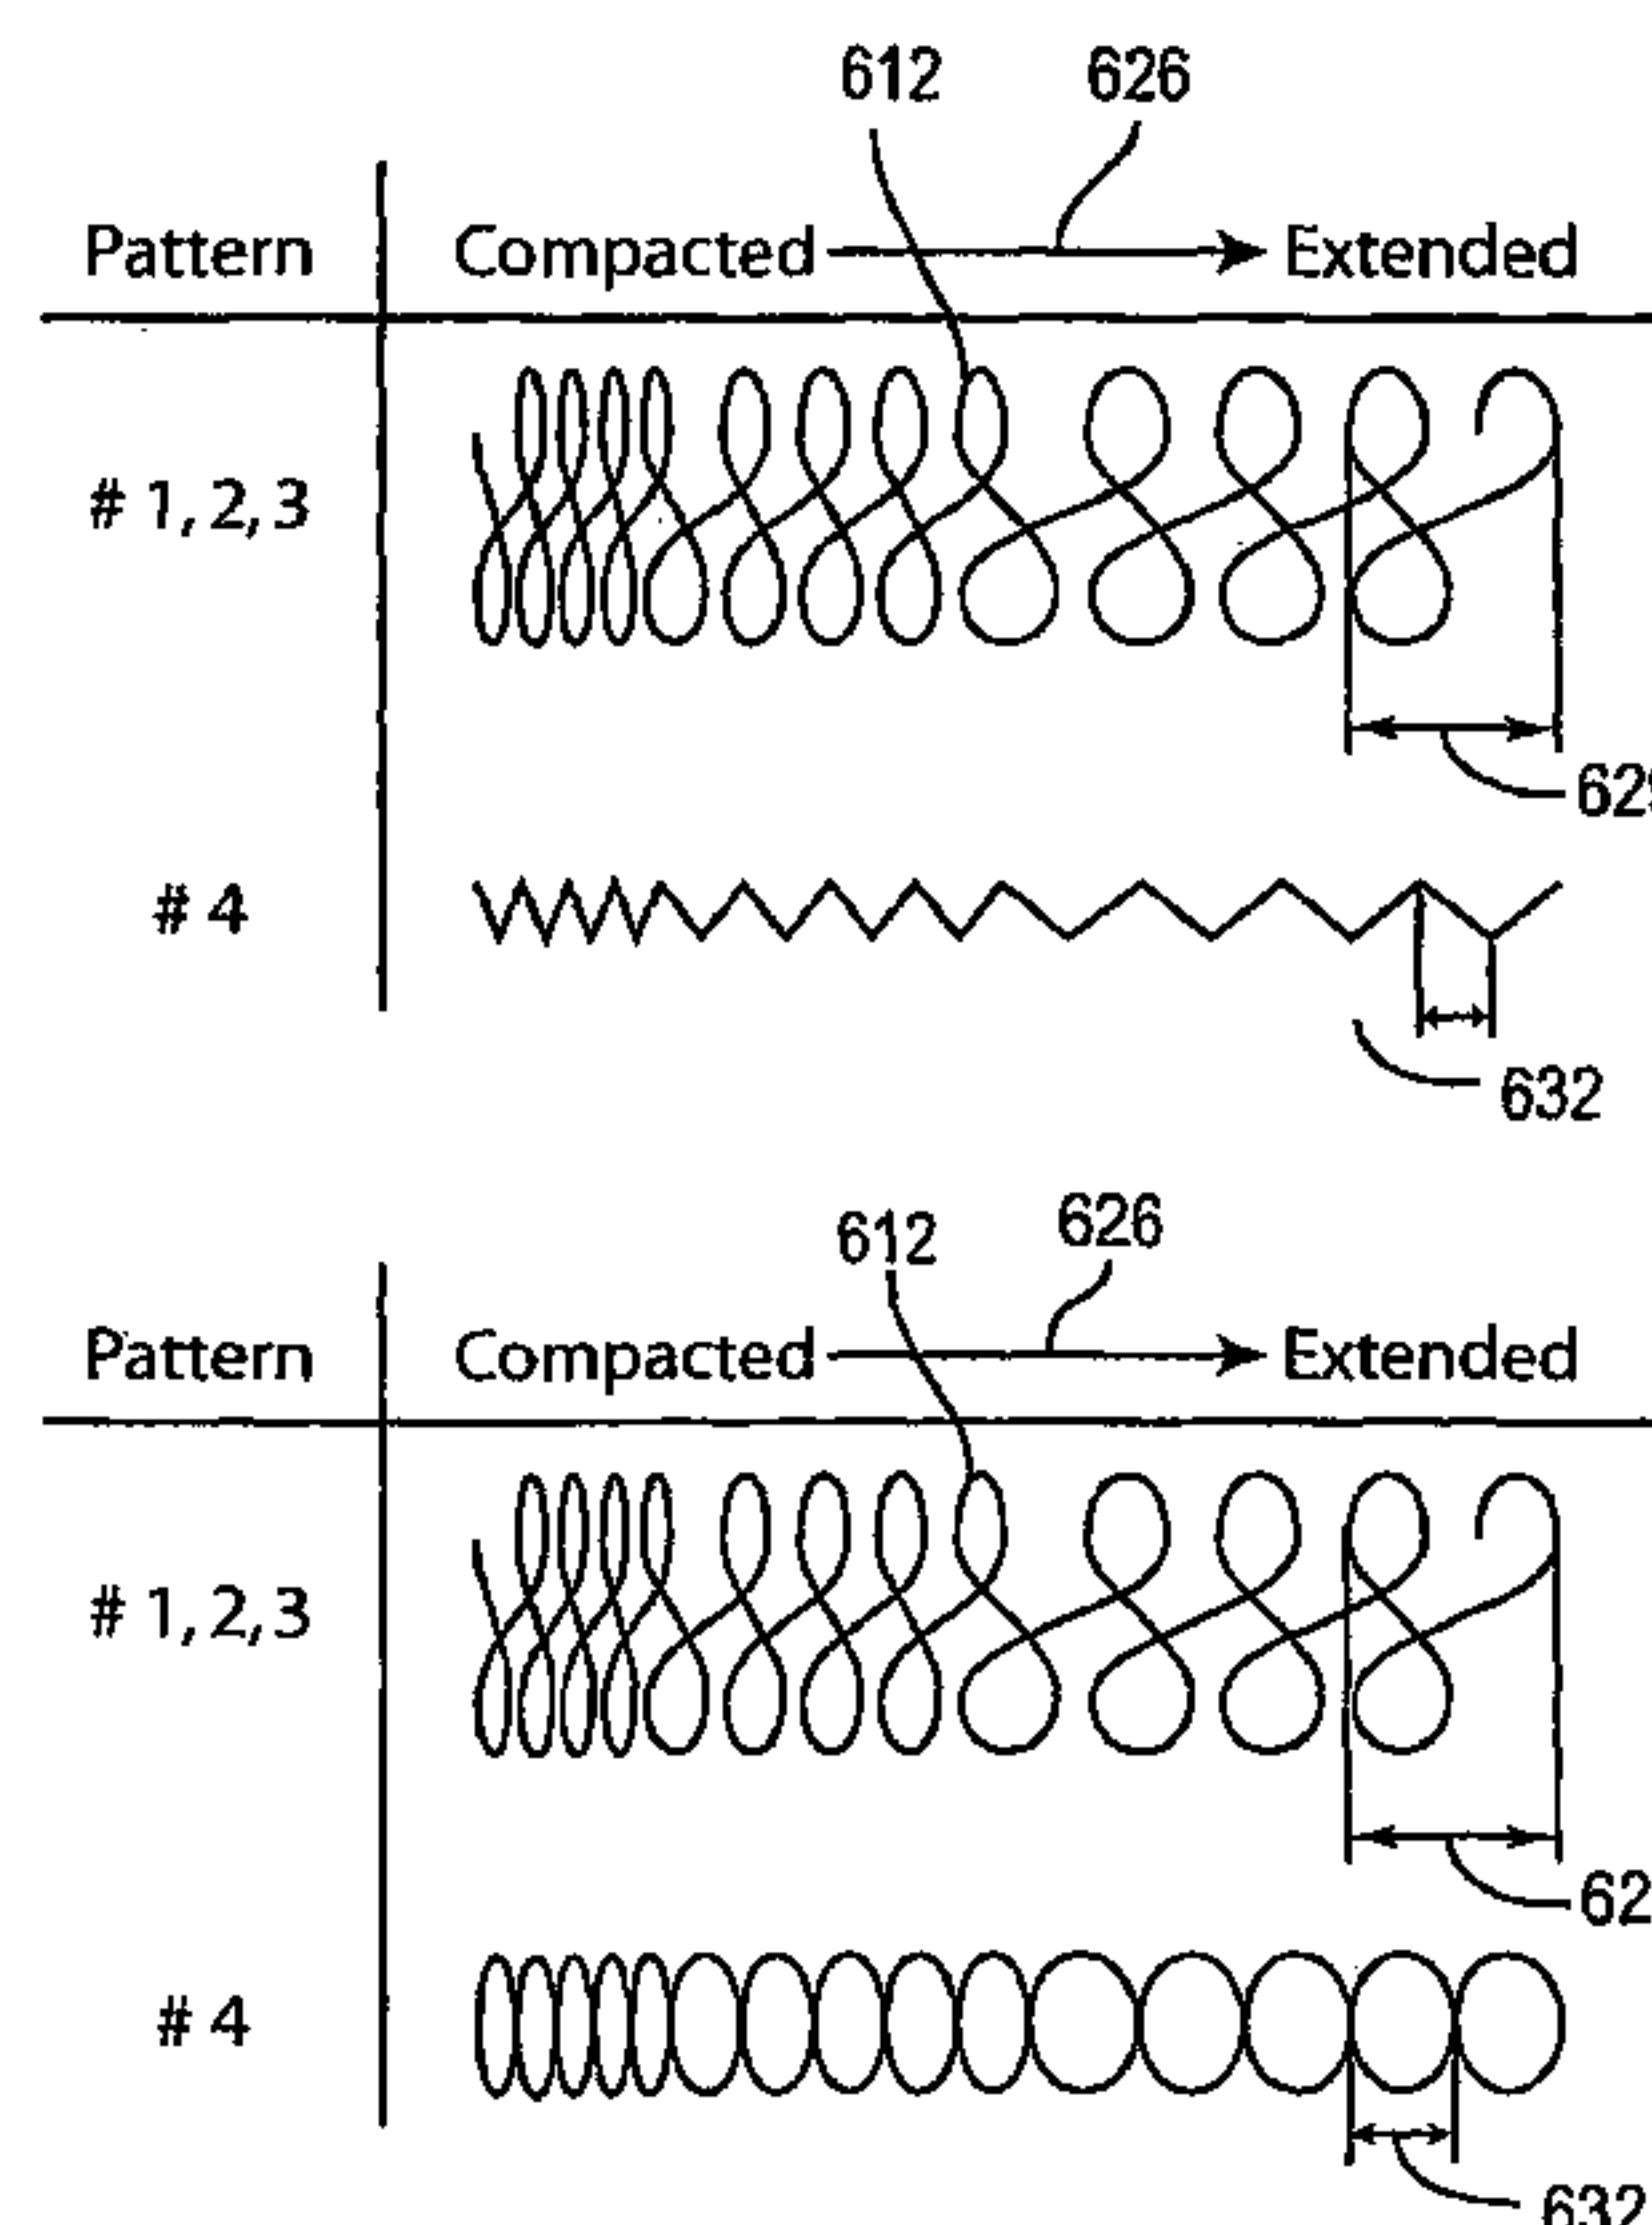 612 626
Pattern Compacted Extended
# 1, 2, 3
# 4
632
612 626
Pattern Compacted Extended
# 1, 2, 3
# 4
632